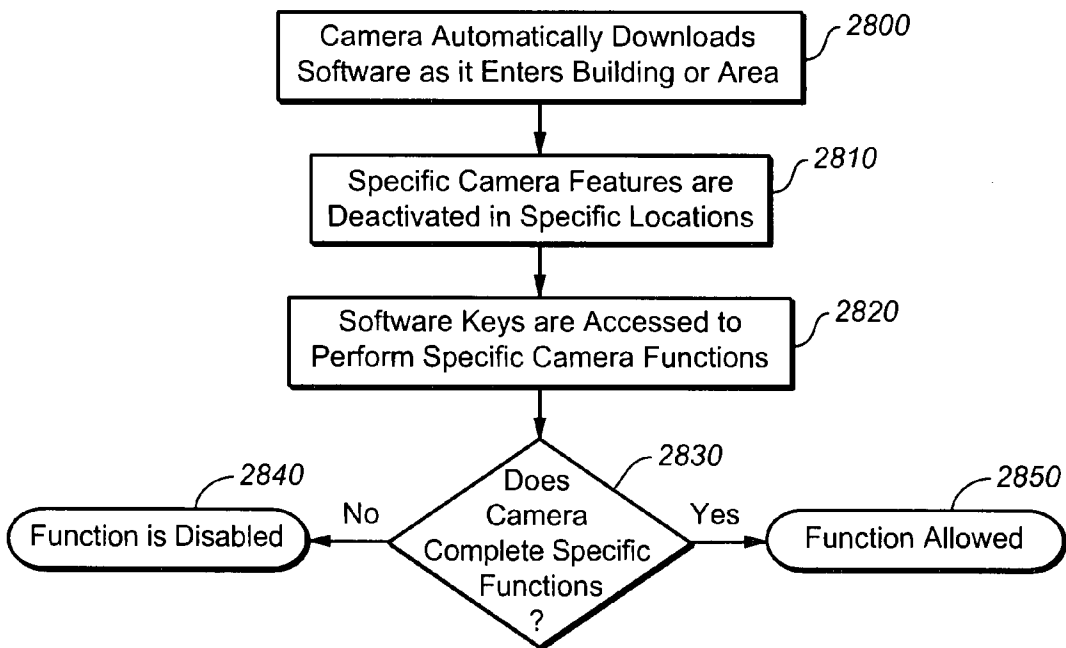 Camera Automatically Downloads
Software as it Enters Building or Area
2800
Specific Camera Features are
Deactivated in Specific Locations
2810
Software Keys are Accessed to
Perform Specific Camera Functions
2820
Does
Camera
Complete Specific
Functions
?
2830
No
Yes
2840
Function is Disabled
2850
Function Allowed